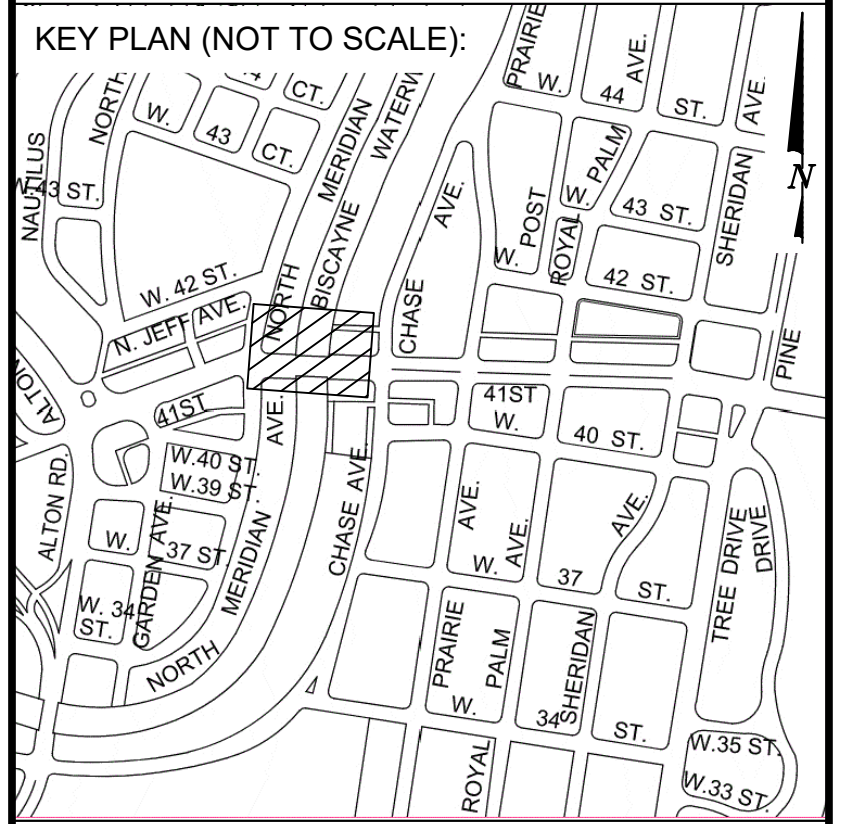 KEY PLAN (NOT TO SCALE):
PRAIRIE
W. 44 ST.
AVE.
AVE.
N
NORTH
CT.
W. 43 CT.
MERIDIAN
WATERW
NAUTILUS
W.43 ST.
AVE.
POST
PALM
W. 43 ST.
ROYAL
SHERIDAN
W. 42 ST.
NORTH
BISCAYNE
W. 42 ST.
N. JEFF AVE.
CHASE
PINE
ALTON
41ST
AVE.
41ST
W. 40 ST.
W.40 ST.
W.39 ST.
ALTON RD.
CHASE AVE.
AVE.
AVE.
AVE.
W. 37 ST.
GARDEN AVE.
MERIDIAN
W. 37 ST.
TREE DRIVE
DRIVE
W. 34
ST.
NORTH
PRAIRIE
PALM
SHERIDAN
W. 34 ST.
ROYAL
W.35 ST.
W.33 ST.